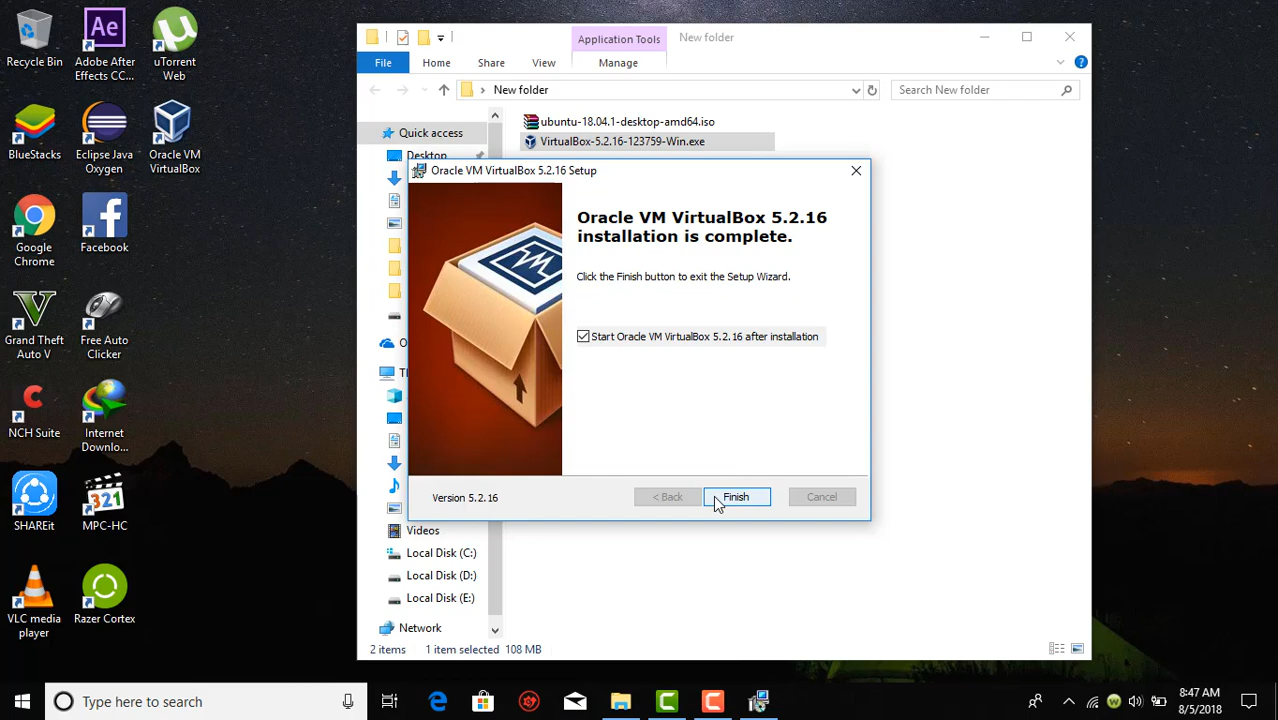 Recycle Bin
Ae
Adobe After
Effects CC...
µ
uTorrent
Web
BlueStacks
Eclipse Java
Oxygen
Oracle VM
VirtualBox
Google
Chrome
f
Facebook
V
Grand Theft
Auto V
Free Auto
Clicker
C
NCH Suite
Internet
Downlo...
SHAREit
321
MPC-HC
VLC media
player
Razer Cortex
Application Tools
New folder
File
Home
Share
View
Manage
?
New folder
Search New folder
Quick access
Desktop
ubuntu-18.04.1-desktop-amd64.iso
VirtualBox-5.2.16-123759-Win.exe
Oracle VM VirtualBox 5.2.16 Setup
Oracle VM VirtualBox 5.2.16
installation is complete.
Click the Finish button to exit the Setup Wizard.
Start Oracle VM VirtualBox 5.2.16 after installation
Version 5.2.16
< Back
Finish
Cancel
Videos
Local Disk (C:)
Local Disk (D:)
Local Disk (E:)
Network
2 items
1 item selected
108 MB
Type here to search
8:47 AM
8/5/2018